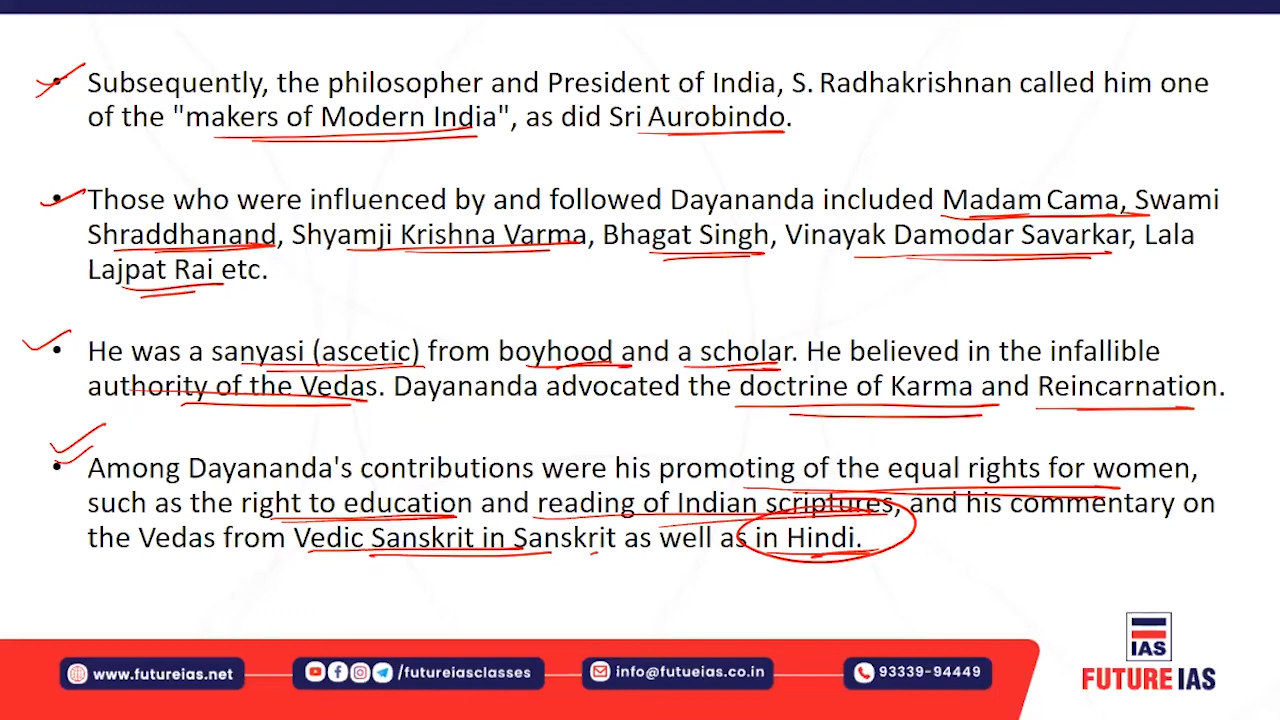 • Subsequently, the philosopher and President of India, S. Radhakrishnan called him one
of the "makers of Modern India", as did Sri Aurobindo.
• Those who were influenced by and followed Dayananda included Madam Cama, Swami
Shraddhanand, Shyamji Krishna Varma, Bhagat Singh, Vinayak Damodar Savarkar, Lala
Lajpat Rai etc.
• He was a sanyasi (ascetic) from boyhood and a scholar. He believed in the infallible
authority of the Vedas. Dayananda advocated the doctrine of Karma and Reincarnation.
• Among Dayananda's contributions were his promoting of the equal rights for women,
such as the right to education and reading of Indian scriptures, and his commentary on
the Vedas from Vedic Sanskrit in Sanskrit as well as in Hindi.
www.futureias.net
/futureiasclasses
info@futueias.co.in
93339-94449
IAS
FUTURE IAS